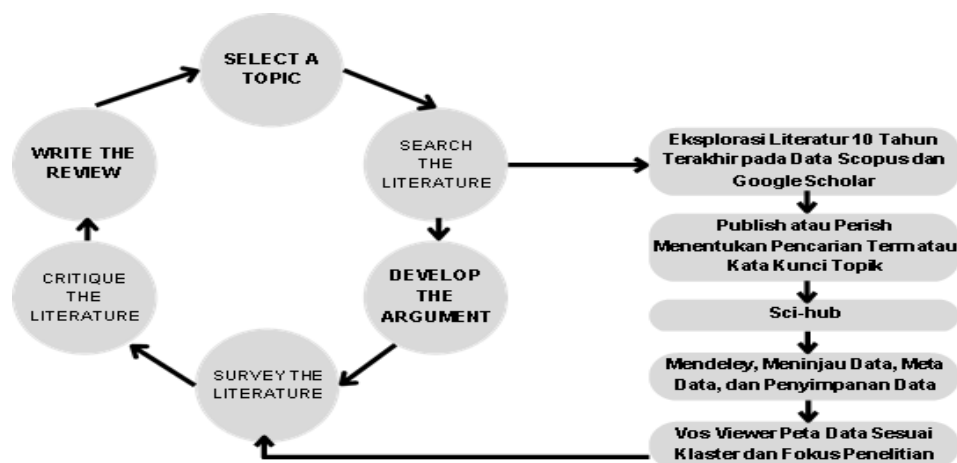 SELECT A
TOPIC
SEARCH
THE
LITERATURE
DEVELOP
THE
ARGUMENT
SURVEY THE
LITERATURE
CRITIQUE
THE
LITERATURE
WRITE THE
REVIEW
Eksplorasi Literatur 10 Tahun
Terakhir pada Data Scopus dan
Google Scholar
Publish atau Perish
Menentukan Pencarian Term atau
Kata Kunci Topik
Sci-hub
Mendeley, Meninjau Data, Meta
Data, dan Penyimpanan Data
Vos Viewer Peta Data Sesuai
Klaster dan Fokus Penelitian